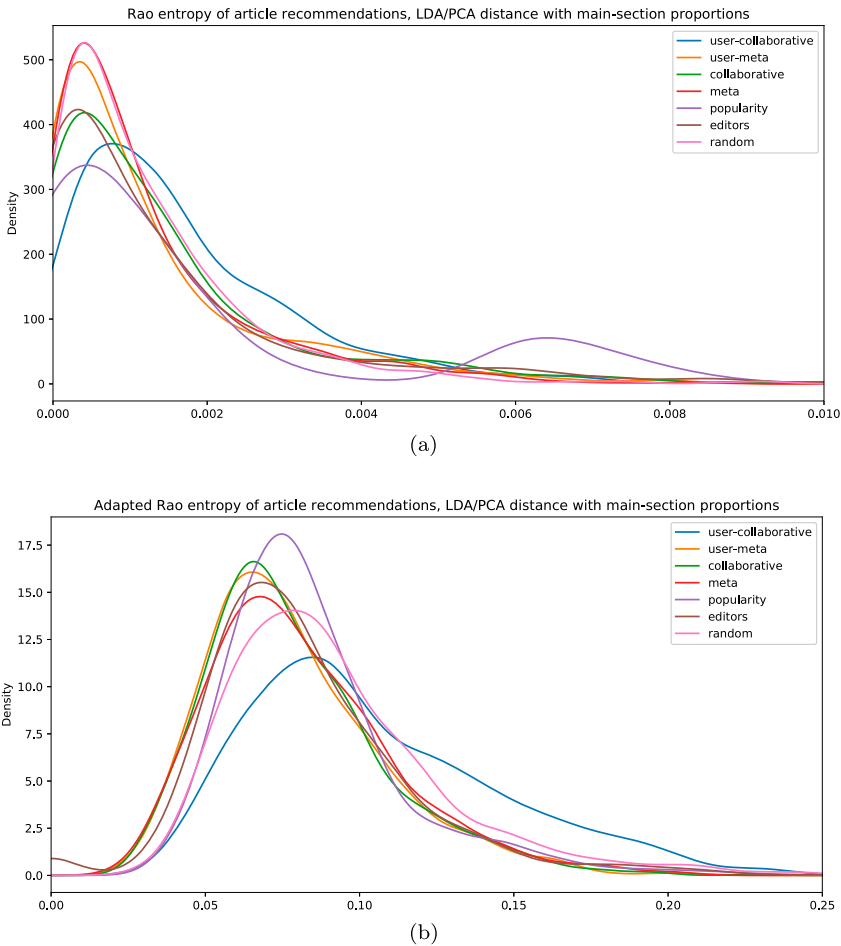 Rao entropy of article recommendations, LDA/PCA distance with main-section proportions
user-collaborative
user-meta
collaborative
meta
popularity
editors
random
Density
500
400
300
200
100
0
0.000 0.002 0.004 0.006 0.008 0.010
(a)
Adapted Rao entropy of article recommendations, LDA/PCA distance with main-section proportions
user-collaborative
user-meta
collaborative
meta
popularity
editors
random
Density
17.5
15.0
12.5
10.0
7.5
5.0
2.5
0.0
0.00 0.05 0.10 0.15 0.20 0.25
(b)